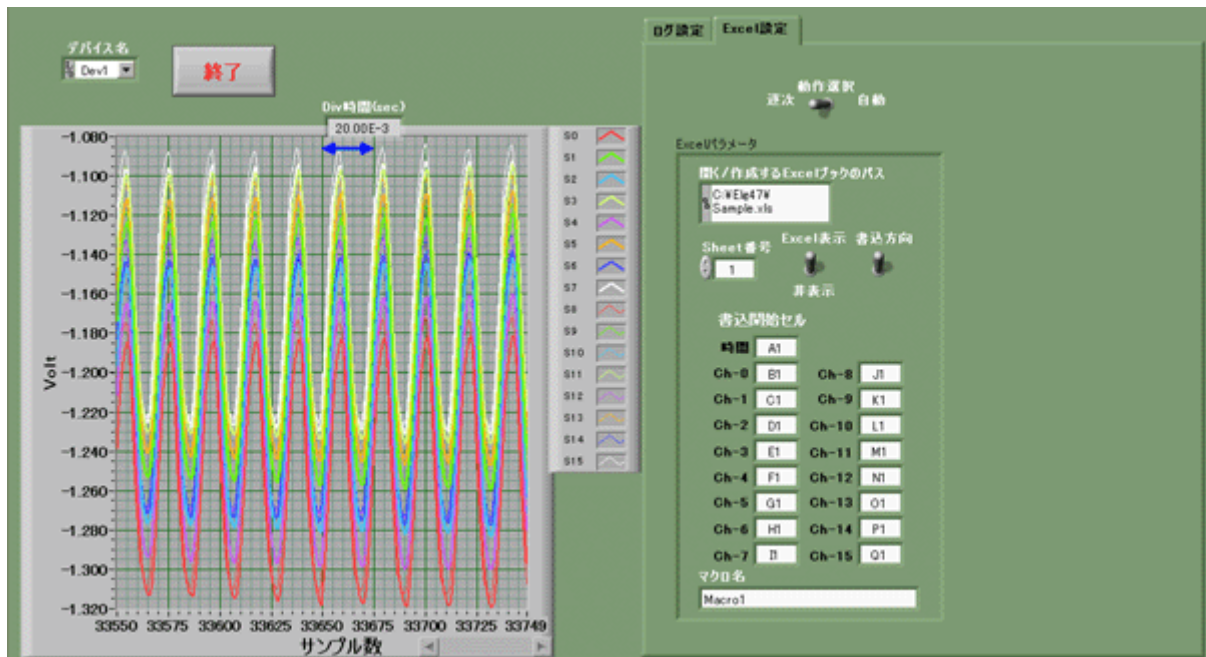 デバイス名
Dev1
終了
Div時間(sec)
20.00E-3
-1.080
-1.100
-1.120
-1.140
-1.160
-1.180
-1.200
-1.220
-1.240
-1.260
-1.280
-1.300
-1.320
Volt
33550 33575 33600 33625 33650 33675 33700 33725 33749
サンプル数
S0
S1
S2
S3
S4
S5
S6
S7
S8
S9
S10
S11
S12
S13
S14
S15
ログ設定 Excel設定
動作選択
逐次 自動
Excelパラメータ
開く/作成するExcelブックのパス
C:¥Elg47¥
Sample.xls
Sheet番号 Excel表示 書込方向
1
非表示
書込開始セル
時間 A1
Ch-0 B1 Ch-8 J1
Ch-1 C1 Ch-9 K1
Ch-2 D1 Ch-10 L1
Ch-3 E1 Ch-11 M1
Ch-4 F1 Ch-12 N1
Ch-5 G1 Ch-13 O1
Ch-6 H1 Ch-14 P1
Ch-7 I1 Ch-15 Q1
マクロ名
Macro1